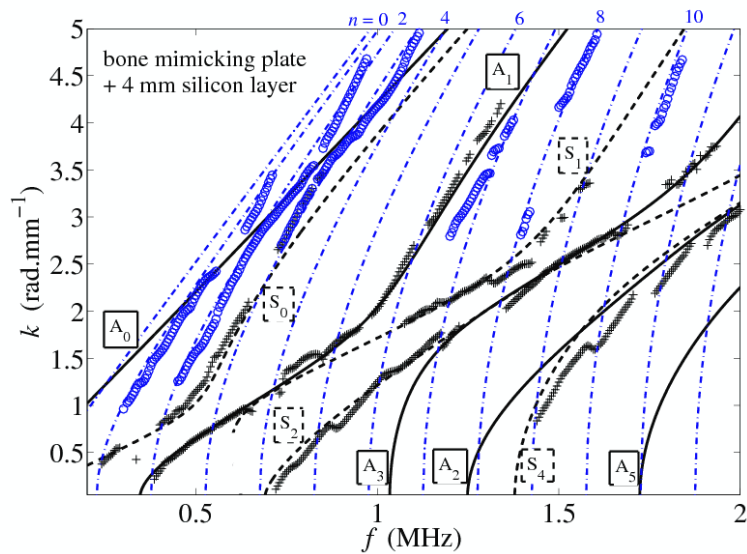 n = 0 2 4 6 8 10
bone mimicking plate
+ 4 mm silicon layer
5
4.5
4
3.5
3
2.5
2
1.5
1
0.5
k (rad.mm⁻¹)
A₁
S₁
S₀
A₀
S₂
A₃
A₂
S₄
A₅
0.5 1 1.5 2
f (MHz)